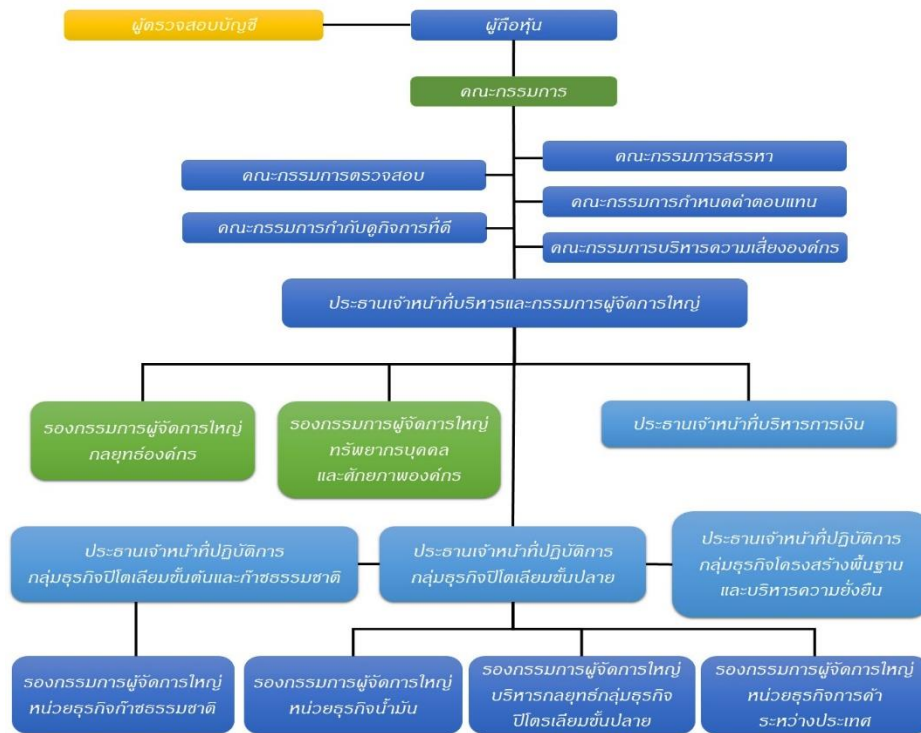 ผู้ตรวจสอบบัญชี
ผู้ถือหุ้น
คณะกรรมการ
คณะกรรมการสรรหา
คณะกรรมการตรวจสอบ
คณะกรรมการกำหนดค่าตอบแทน
คณะกรรมการกำกับดูกิจการที่ดี
คณะกรรมการบริหารความเสี่ยงองค์กร
ประธานเจ้าหน้าที่บริหารและกรรมการผู้จัดการใหญ่
รองกรรมการผู้จัดการใหญ่
กลยุทธ์องค์กร
รองกรรมการผู้จัดการใหญ่
ทรัพยากรบุคคล
และศักยภาพองค์กร
ประธานเจ้าหน้าที่บริหารการเงิน
ประธานเจ้าหน้าที่ปฏิบัติการ
กลุ่มธุรกิจปิโตเลียมขั้นต้นและก๊าซธรรมชาติ
ประธานเจ้าหน้าที่ปฏิบัติการ
กลุ่มธุรกิจปิโตเลียมขั้นปลาย
ประธานเจ้าหน้าที่ปฏิบัติการ
กลุ่มธุรกิจโครงสร้างพื้นฐาน
และบริหารความยั่งยืน
รองกรรมการผู้จัดการใหญ่
หน่วยธุรกิจก๊าซธรรมชาติ
รองกรรมการผู้จัดการใหญ่
หน่วยธุรกิจน้ำมัน
รองกรรมการผู้จัดการใหญ่
บริหารกลยุทธ์กลุ่มธุรกิจ
ปิโตรเลียมขั้นปลาย
รองกรรมการผู้จัดการใหญ่
หน่วยธุรกิจการค้า
ระหว่างประเทศ